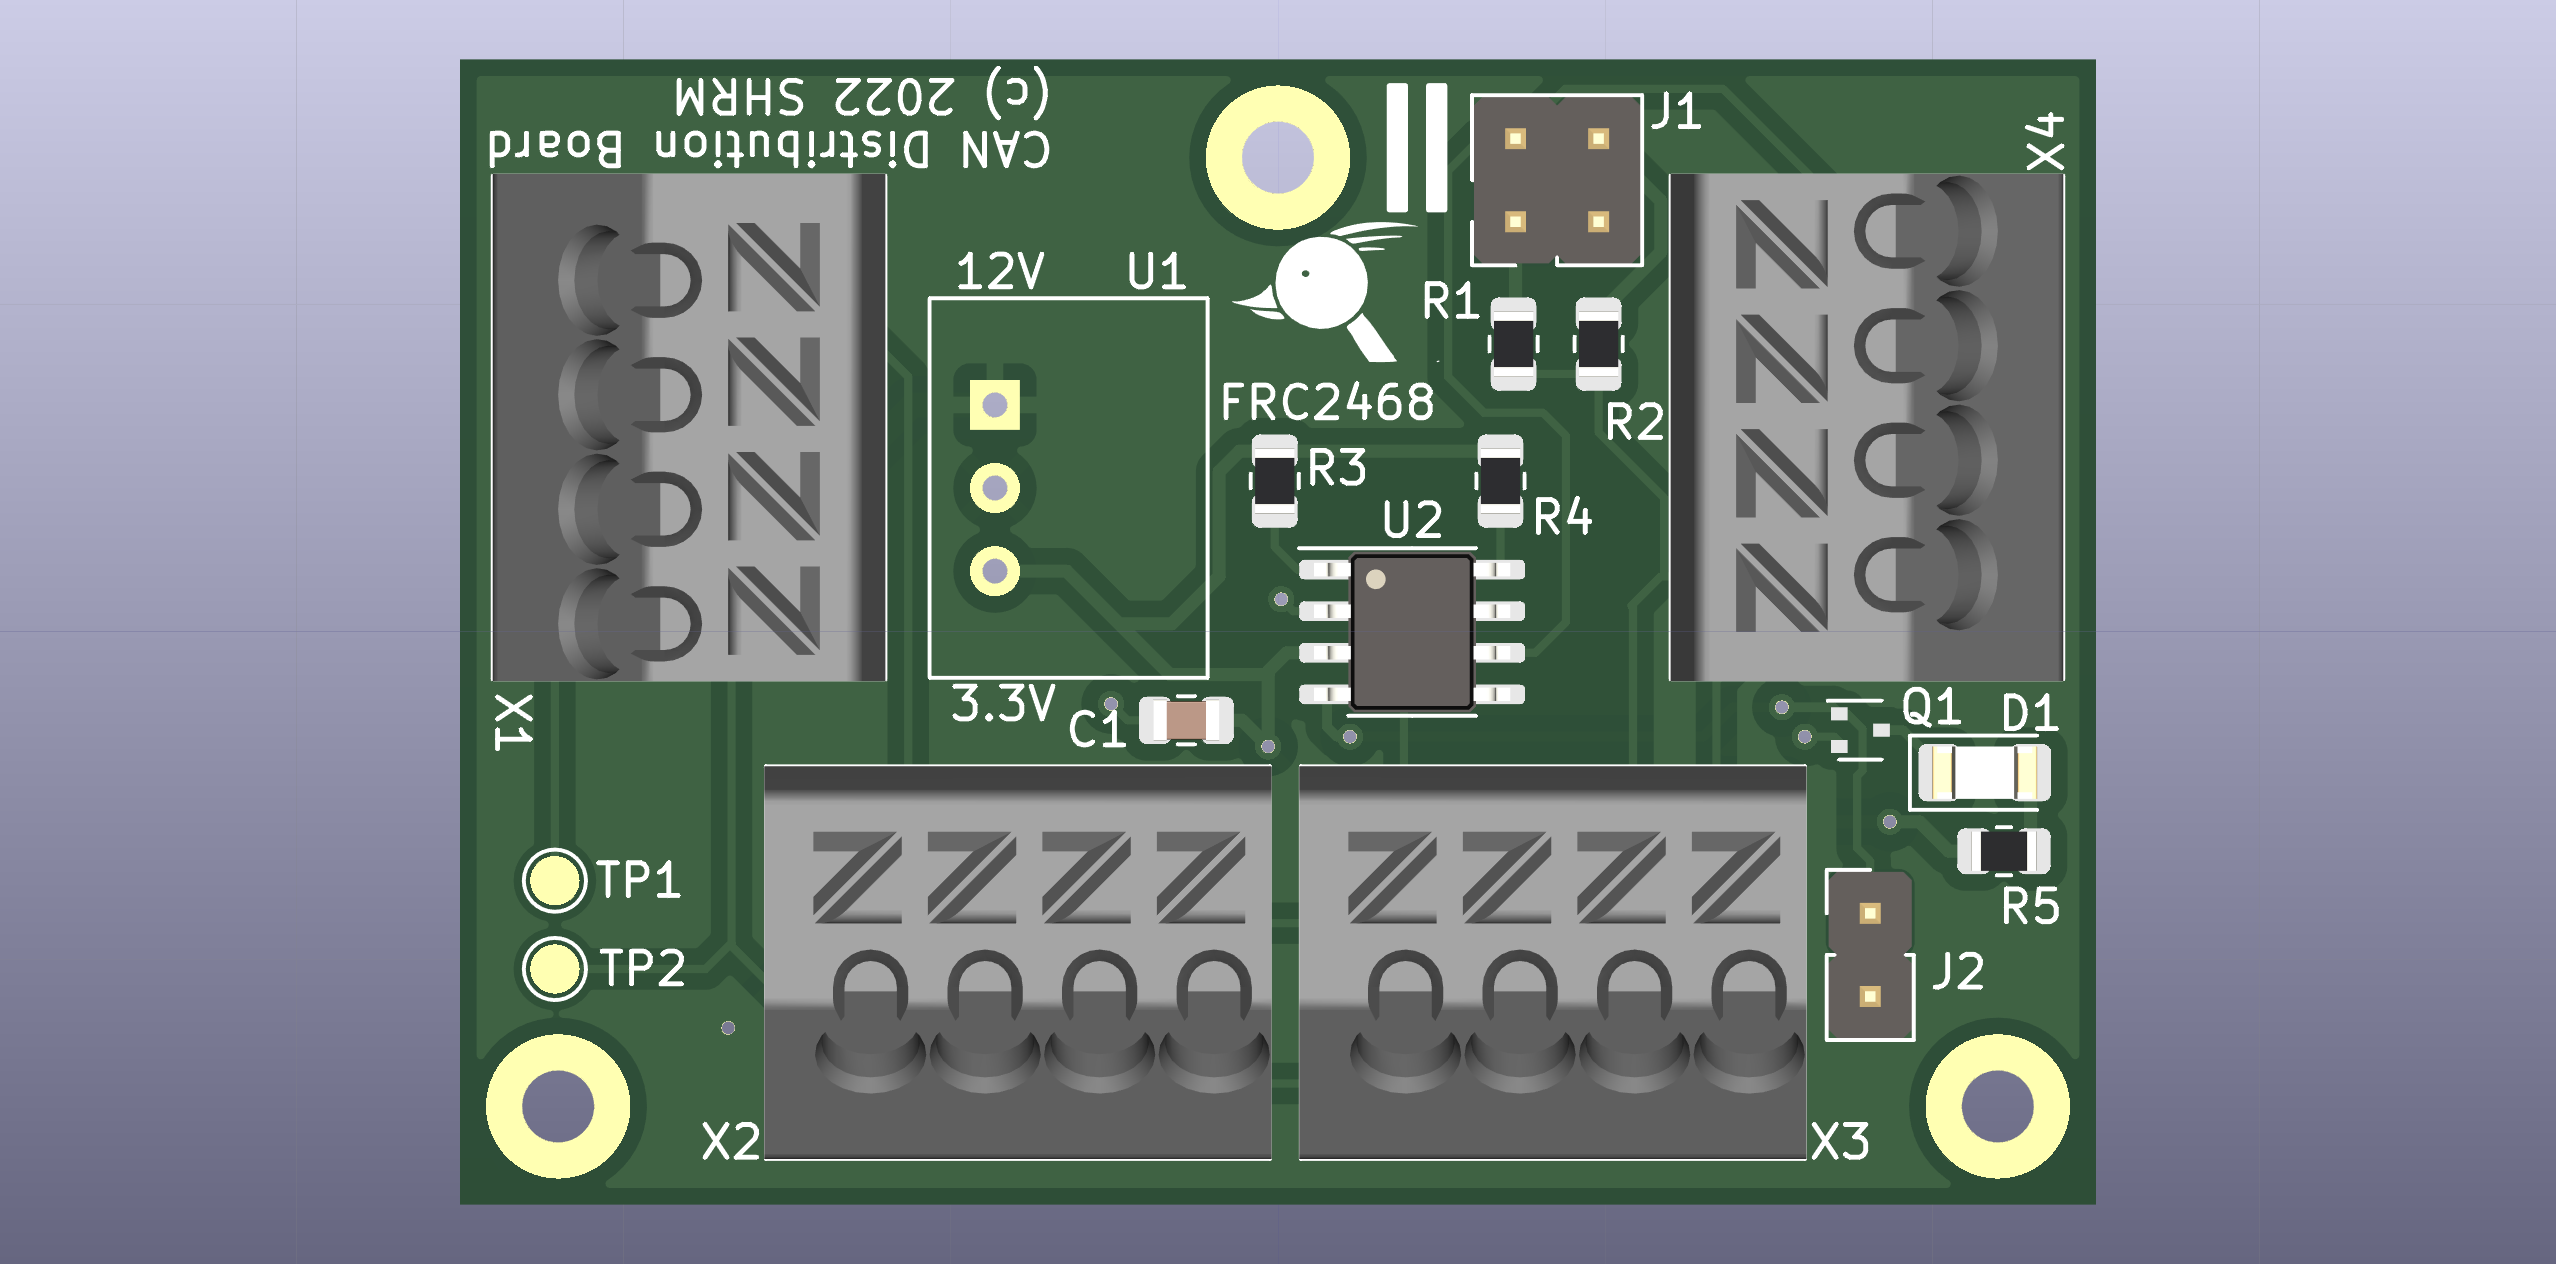 CAN Distribution Board
(c) 2022 SHRM
J1
X4
12V
U1
R1
R2
FRC2468
R3
R4
U2
X1
3.3V
C1
Q1
D1
TP1
TP2
R5
J2
X2
X3